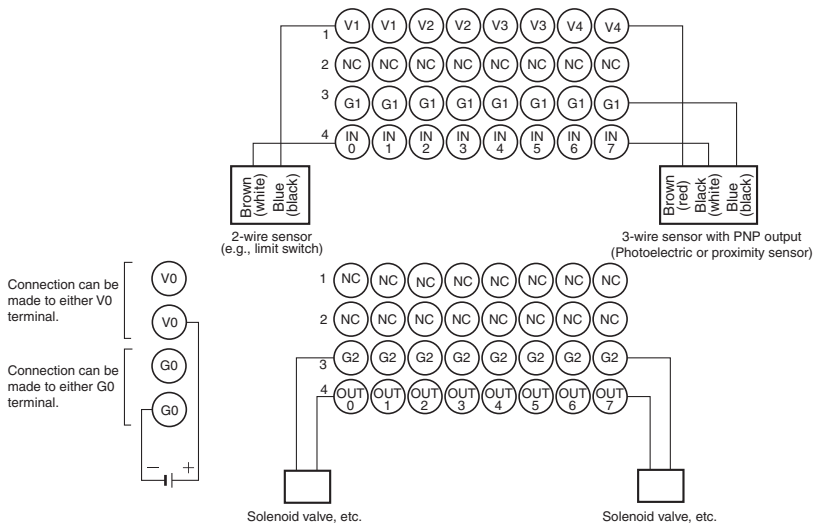 1 V1 V1 V2 V2 V3 V3 V4 V4
2 NC NC NC NC NC NC NC NC
3 G1 G1 G1 G1 G1 G1 G1 G1
4 IN 0 IN 1 IN 2 IN 3 IN 4 IN 5 IN 6 IN 7
Brown
(white)
Blue
(black)
2-wire sensor
(e.g., limit switch)
Brown
(red)
Black
(white)
Blue
(black)
3-wire sensor with PNP output
(Photoelectric or proximity sensor)
Connection can be
made to either V0
terminal.
V0
V0
Connection can be
made to either G0
terminal.
G0
G0
− +
1 NC NC NC NC NC NC NC NC
2 NC NC NC NC NC NC NC NC
3 G2 G2 G2 G2 G2 G2 G2 G2
4 OUT 0 OUT 1 OUT 2 OUT 3 OUT 4 OUT 5 OUT 6 OUT 7
Solenoid valve, etc.
Solenoid valve, etc.